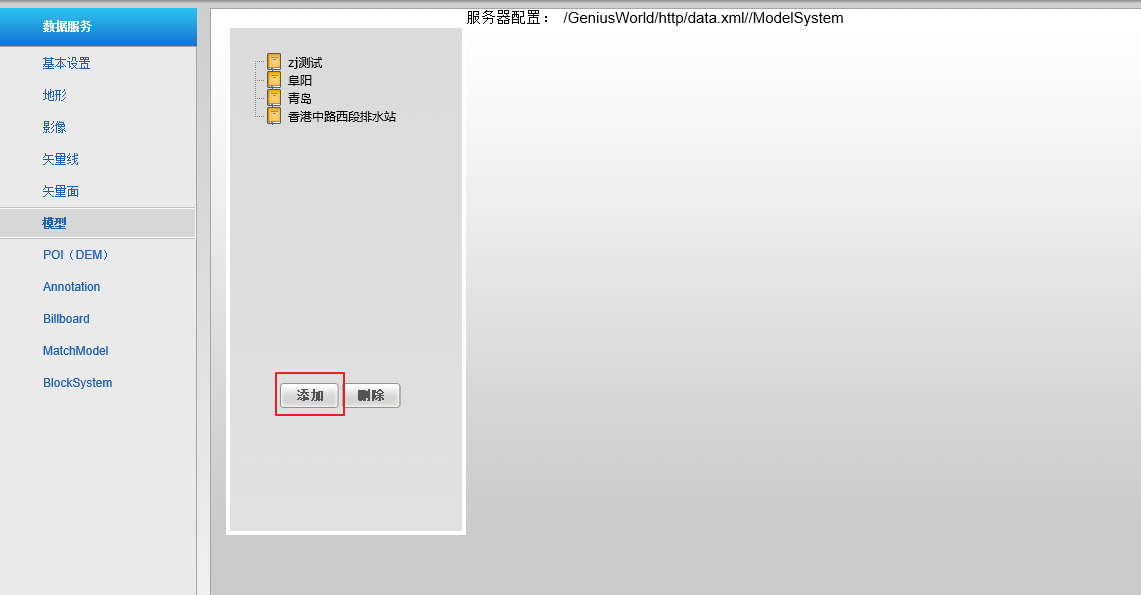 数据服务
基本设置
地形
影像
矢量线
矢量面
模型
POI（DEM）
Annotation
Billboard
MatchModel
BlockSystem
服务器配置： /GeniusWorld/http/data.xml//ModelSystem
zj测试
阜阳
青岛
香港中路西段排水站
添加 删除